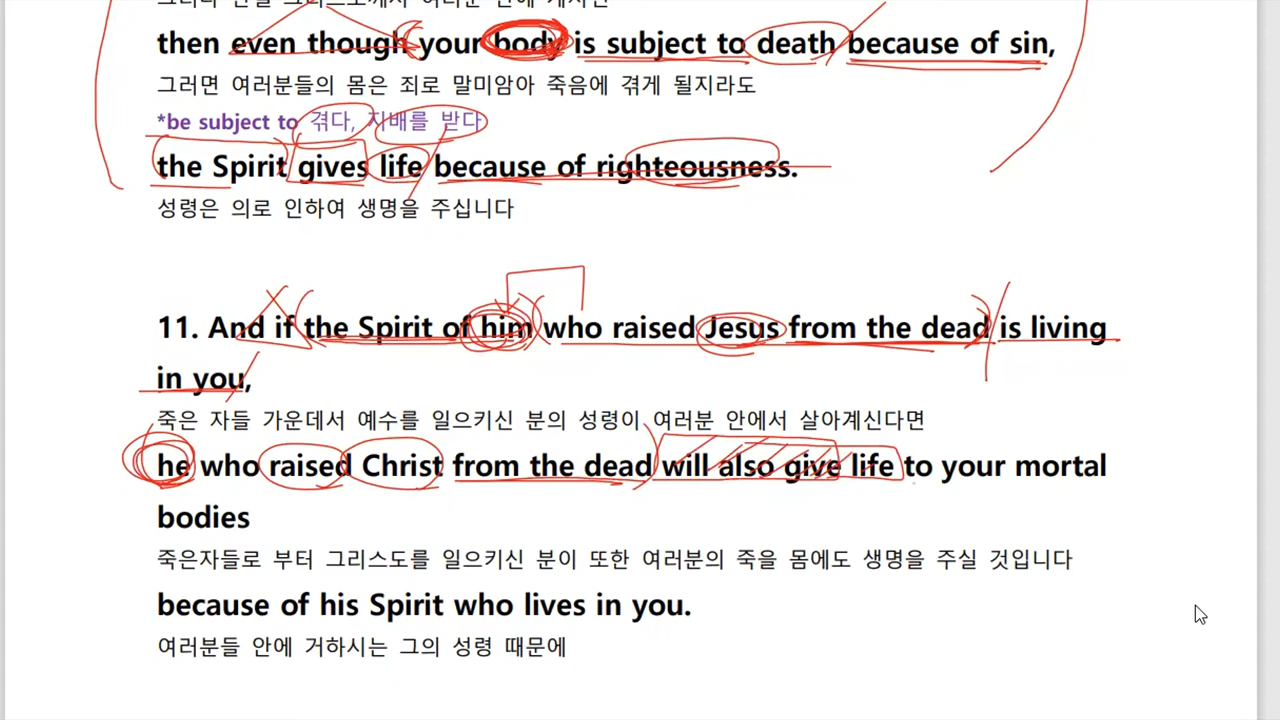 then even though your body is subject to death because of sin,
그러면 여러분들의 몸은 죄로 말미암아 죽음에 겪게 될지라도
*be subject to 겪다, 지배를 받다
the Spirit gives life because of righteousness.
성령은 의로 인하여 생명을 주십니다
11. And if the Spirit of him who raised Jesus from the dead is living
in you,
죽은 자들 가운데서 예수를 일으키신 분의 성령이 여러분 안에서 살아계신다면
he who raised Christ from the dead will also give life to your mortal
bodies
죽은자들로 부터 그리스도를 일으키신 분이 또한 여러분의 죽을 몸에도 생명을 주실 것입니다
because of his Spirit who lives in you.
여러분들 안에 거하시는 그의 성령 때문에